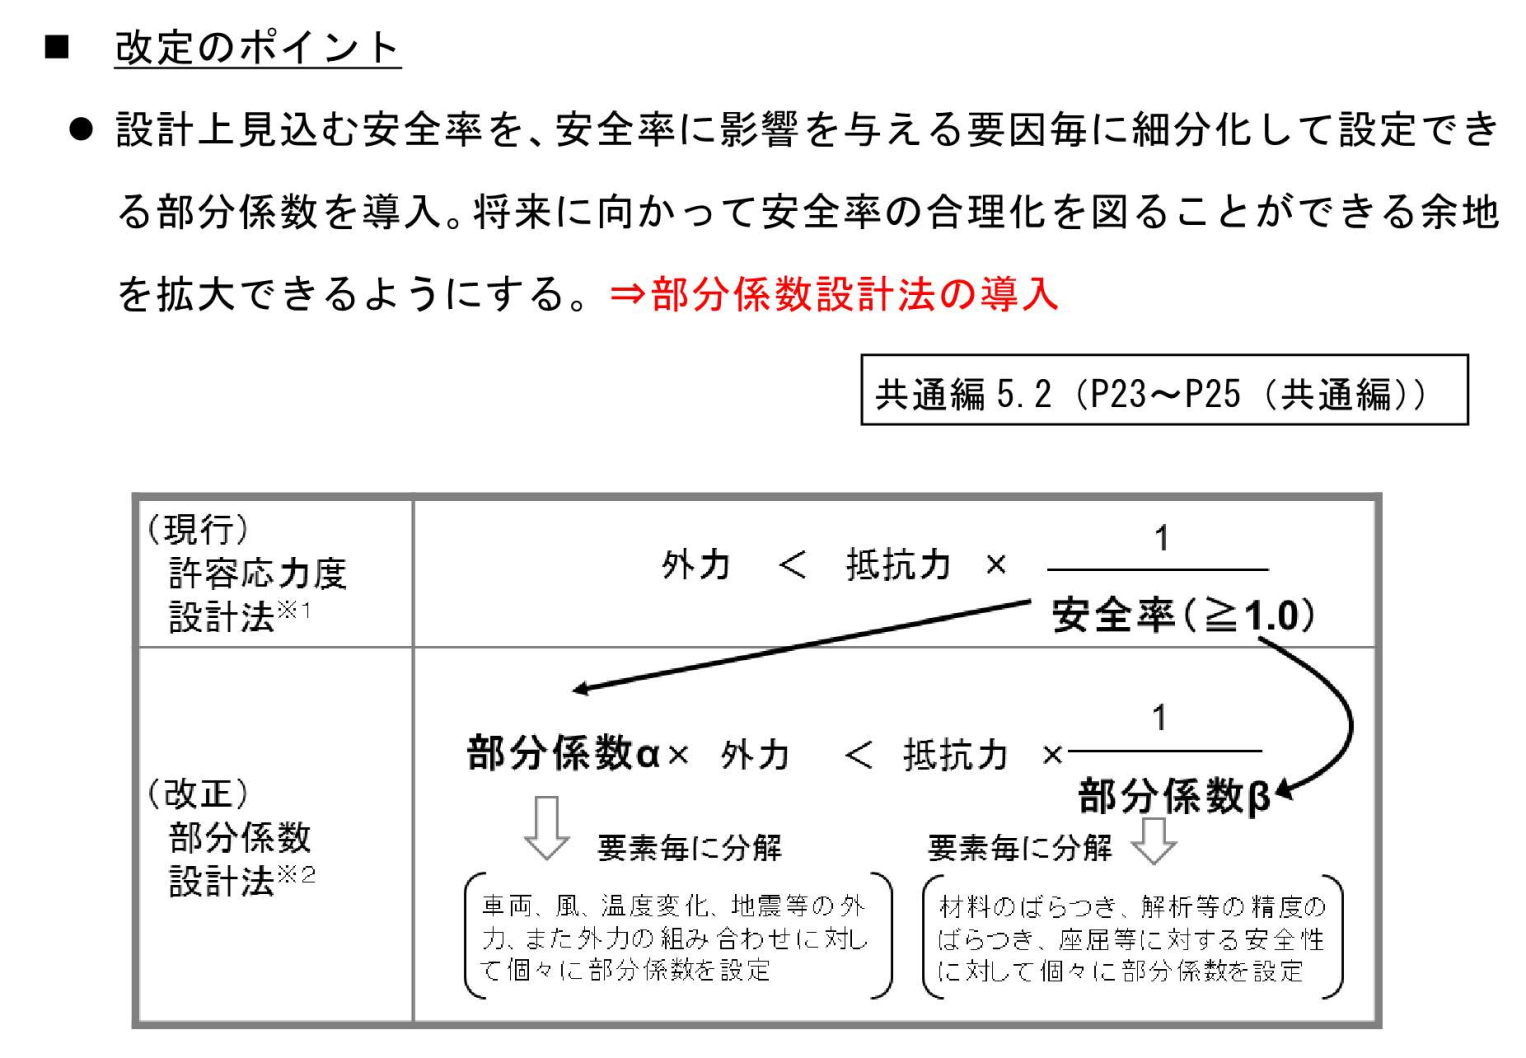 ■ 改定のポイント
● 設計上見込む安全率を、安全率に影響を与える要因毎に細分化して設定でき
る部分係数を導入。将来に向かって安全率の合理化を図ることができる余地
を拡大できるようにする。⇒部分係数設計法の導入
共通編 5.2（P23～P25（共通編））
（現行）
許容応力度
設計法※1
外力 ＜ 抵抗力 × 1
安全率（≧1.0）
（改正）
部分係数
設計法※2
部分係数α× 外力 ＜ 抵抗力 × 1
部分係数β
要素毎に分解
車両、風、温度変化、地震等の外
力、また外力の組み合わせに対し
て個々に部分係数を設定
要素毎に分解
材料のばらつき、解析等の精度の
ばらつき、座屈等に対する安全性
に対して個々に部分係数を設定